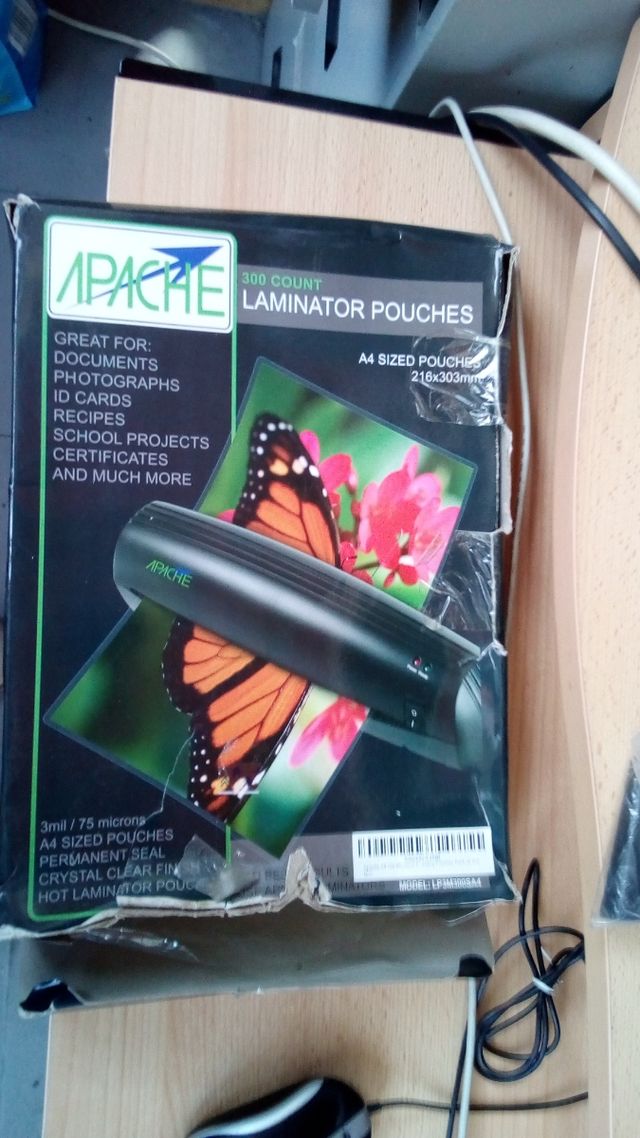 APACHE
300 COUNT
LAMINATOR POUCHES
A4 SIZED POUCHES
216x303mm
GREAT FOR:
DOCUMENTS
PHOTOGRAPHS
ID CARDS
RECIPES
SCHOOL PROJECTS
CERTIFICATES
AND MUCH MORE
APACHE
3mil / 75 microns
A4 SIZED POUCHES
PERMANENT SEAL
CRYSTAL CLEAR
HOT LAMINATOR
MODEL: LP3M300SA4